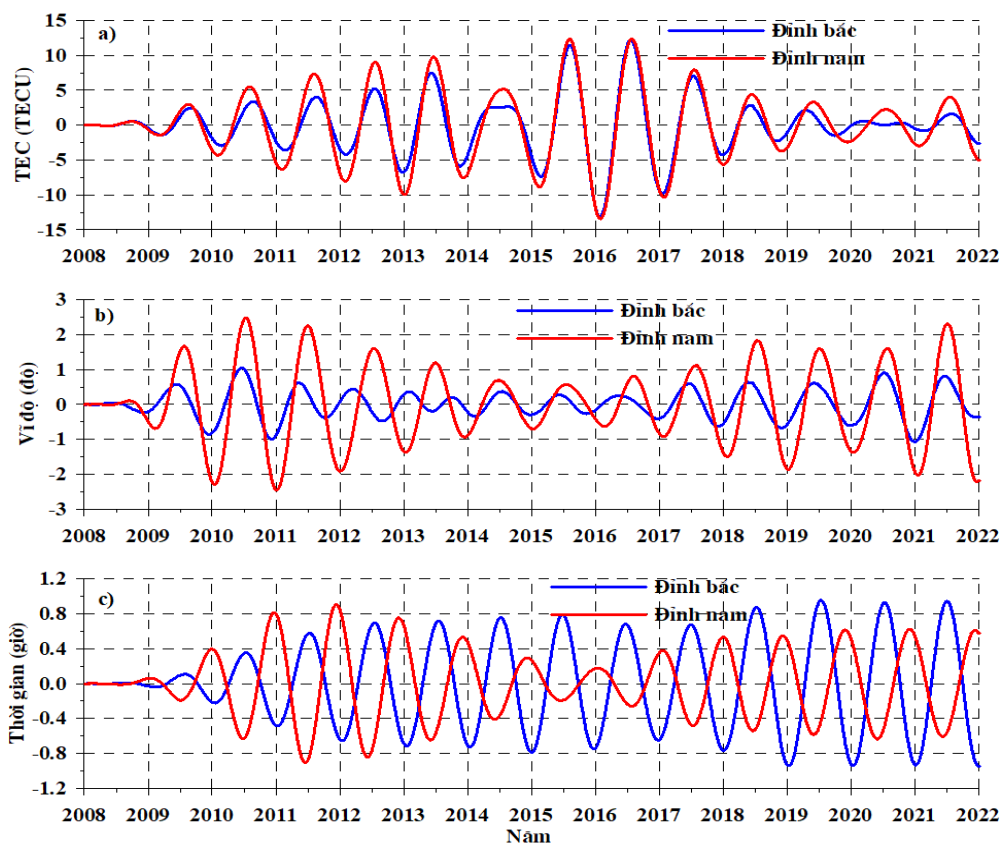 a)
Đỉnh bắc
Đỉnh nam
TEC (TECU)
15
10
5
0
-5
-10
-15
2008 2009 2010 2011 2012 2013 2014 2015 2016 2017 2018 2019 2020 2021 2022
b)
Đỉnh bắc
Đỉnh nam
Vĩ độ (độ)
3
2
1
0
-1
-2
-3
2008 2009 2010 2011 2012 2013 2014 2015 2016 2017 2018 2019 2020 2021 2022
c)
Đỉnh bắc
Đỉnh nam
Thời gian (giờ)
1.2
0.8
0.4
0.0
-0.4
-0.8
-1.2
2008 2009 2010 2011 2012 2013 2014 2015 2016 2017 2018 2019 2020 2021 2022
Năm